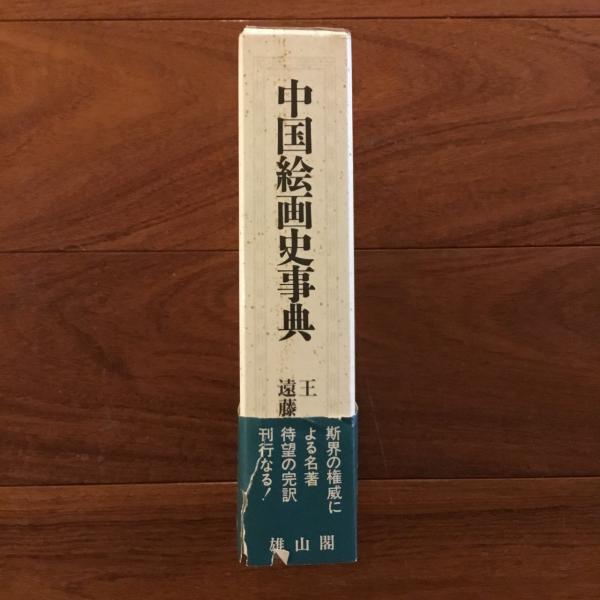 中国絵画史事典
王
遠藤
斯界の権威に
よる名著
待望の完訳
刊行なる!
雄山閣